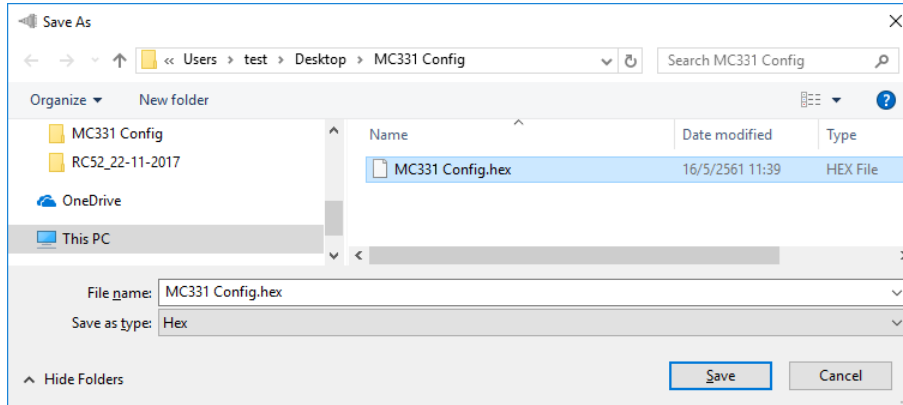 Save As
« Users > test > Desktop > MC331 Config
Search MC331 Config
Organize
New folder
MC331 Config
RC52_22-11-2017
OneDrive
This PC
Name
Date modified
Type
MC331 Config.hex
16/5/2561 11:39
HEX File
File name: MC331 Config.hex
Save as type: Hex
Hide Folders
Save
Cancel